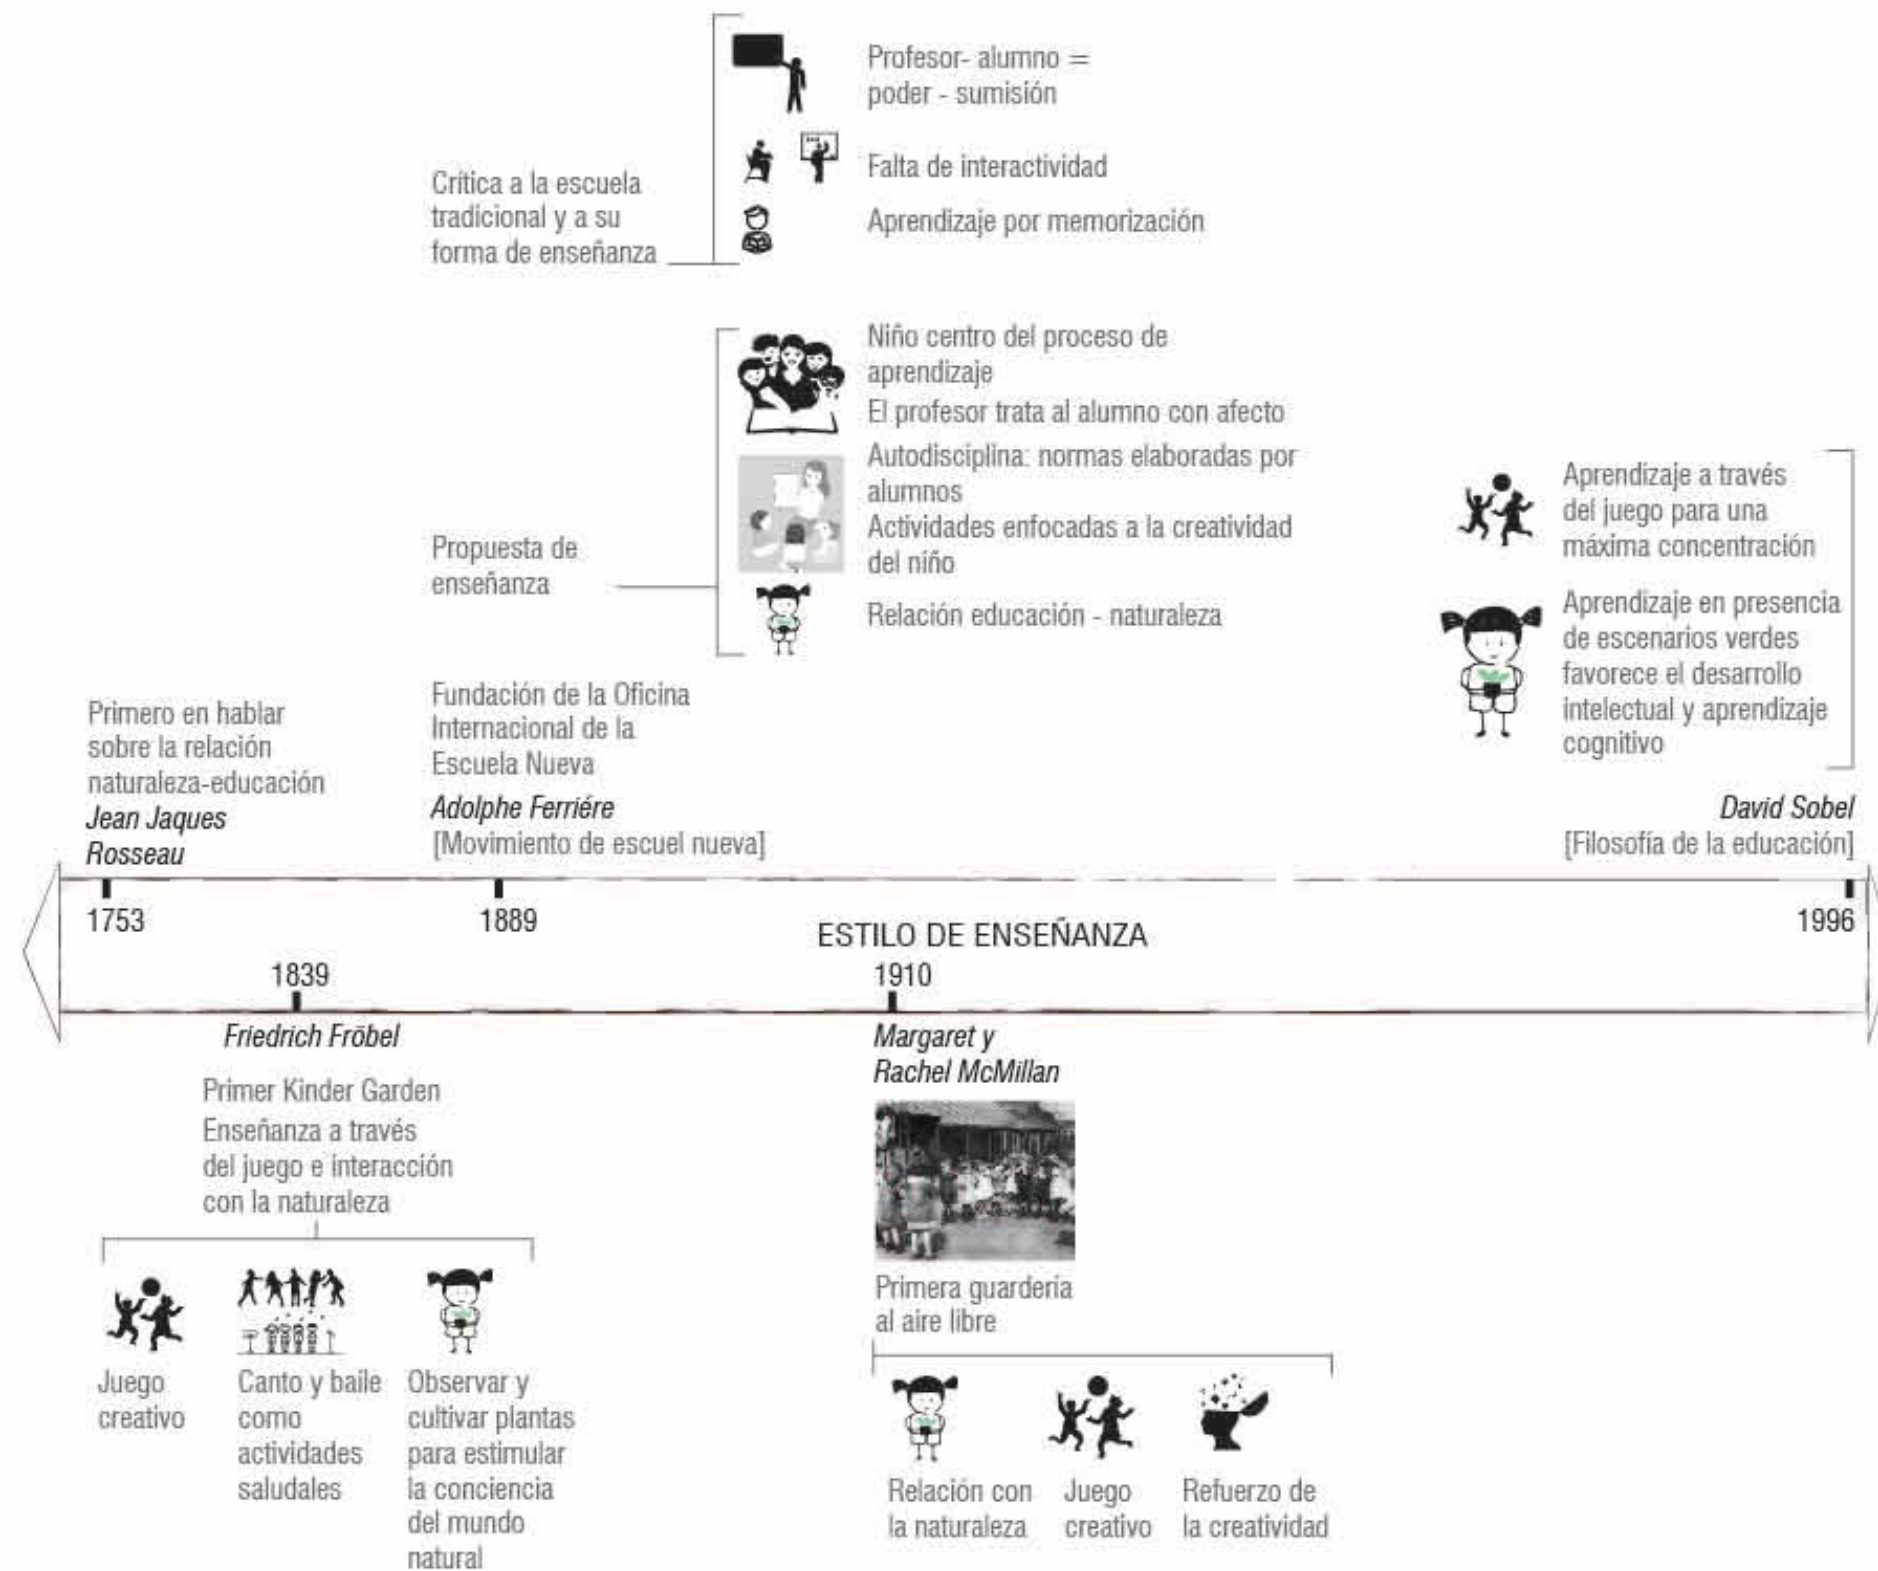 Profesor- alumno =
poder - sumisión
Falta de interactividad
Aprendizaje por memorización
Crítica a la escuela
tradicional y a su
forma de enseñanza
Niño centro del proceso de
aprendizaje
El profesor trata al alumno con afecto
Autodisciplina: normas elaboradas por
alumnos
Actividades enfocadas a la creatividad
del niño
Relación educación - naturaleza
Propuesta de
enseñanza
Aprendizaje a través
del juego para una
máxima concentración
Aprendizaje en presencia
de escenarios verdes
favorece el desarrollo
intelectual y aprendizaje
cognitivo
Primero en hablar
sobre la relación
naturaleza-educación
Jean Jaques
Rosseau
Fundación de la Oficina
Internacional de la
Escuela Nueva
Adolphe Ferriére
[Movimiento de escuel nueva]
David Sobel
[Filosofía de la educación]
1753
1889
ESTILO DE ENSEÑANZA
1996
1839
1910
Friedrich Fröbel
Primer Kinder Garden
Enseñanza a través
del juego e interacción
con la naturaleza
Juego
creativo
Canto y baile
como
actividades
saludales
Observar y
cultivar plantas
para estimular
la conciencia
del mundo
natural
Margaret y
Rachel McMillan
Primera guardería
al aire libre
Relación con
la naturaleza
Juego
creativo
Refuerzo de
la creatividad